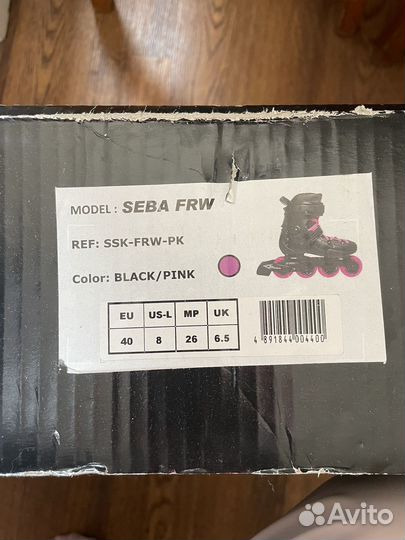 MODEL : SEBA FRW
REF: SSK-FRW-PK
Color: BLACK/PINK
EU US-L MP UK
40 8 26 6.5
4 891844 004400
Avito